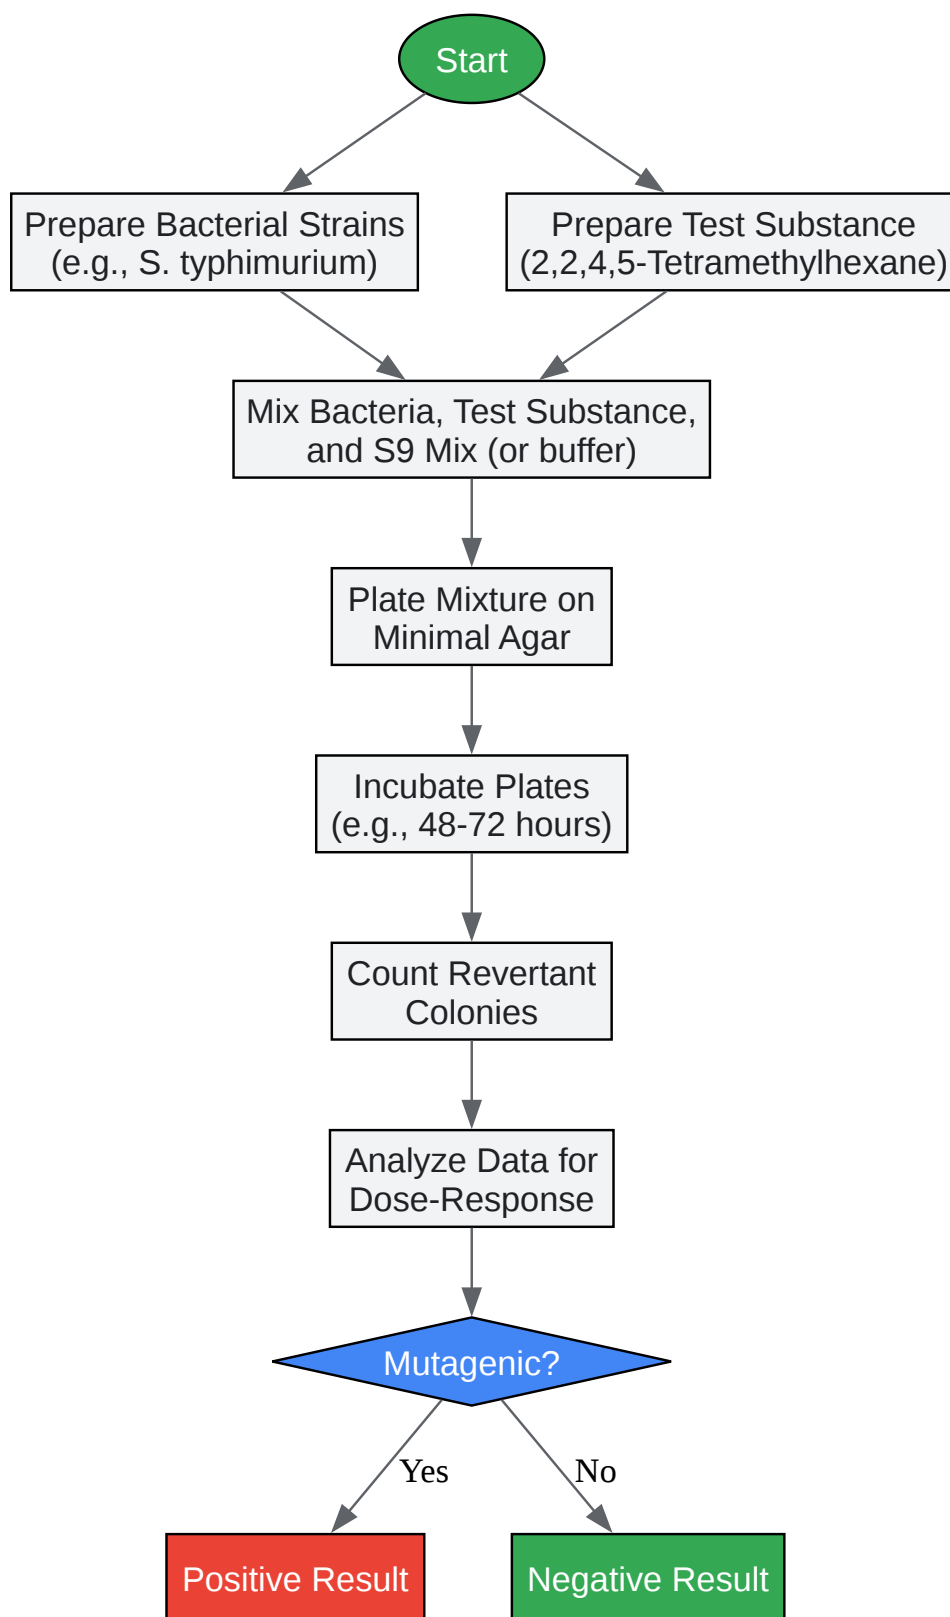 Start
Prepare Bacterial Strains
(e.g., S. typhimurium)
Prepare Test Substance
(2,2,4,5-Tetramethylhexane)
Mix Bacteria, Test Substance,
and S9 Mix (or buffer)
Plate Mixture on
Minimal Agar
Incubate Plates
(e.g., 48-72 hours)
Count Revertant
Colonies
Analyze Data for
Dose-Response
Mutagenic?
Yes
No
Positive Result
Negative Result